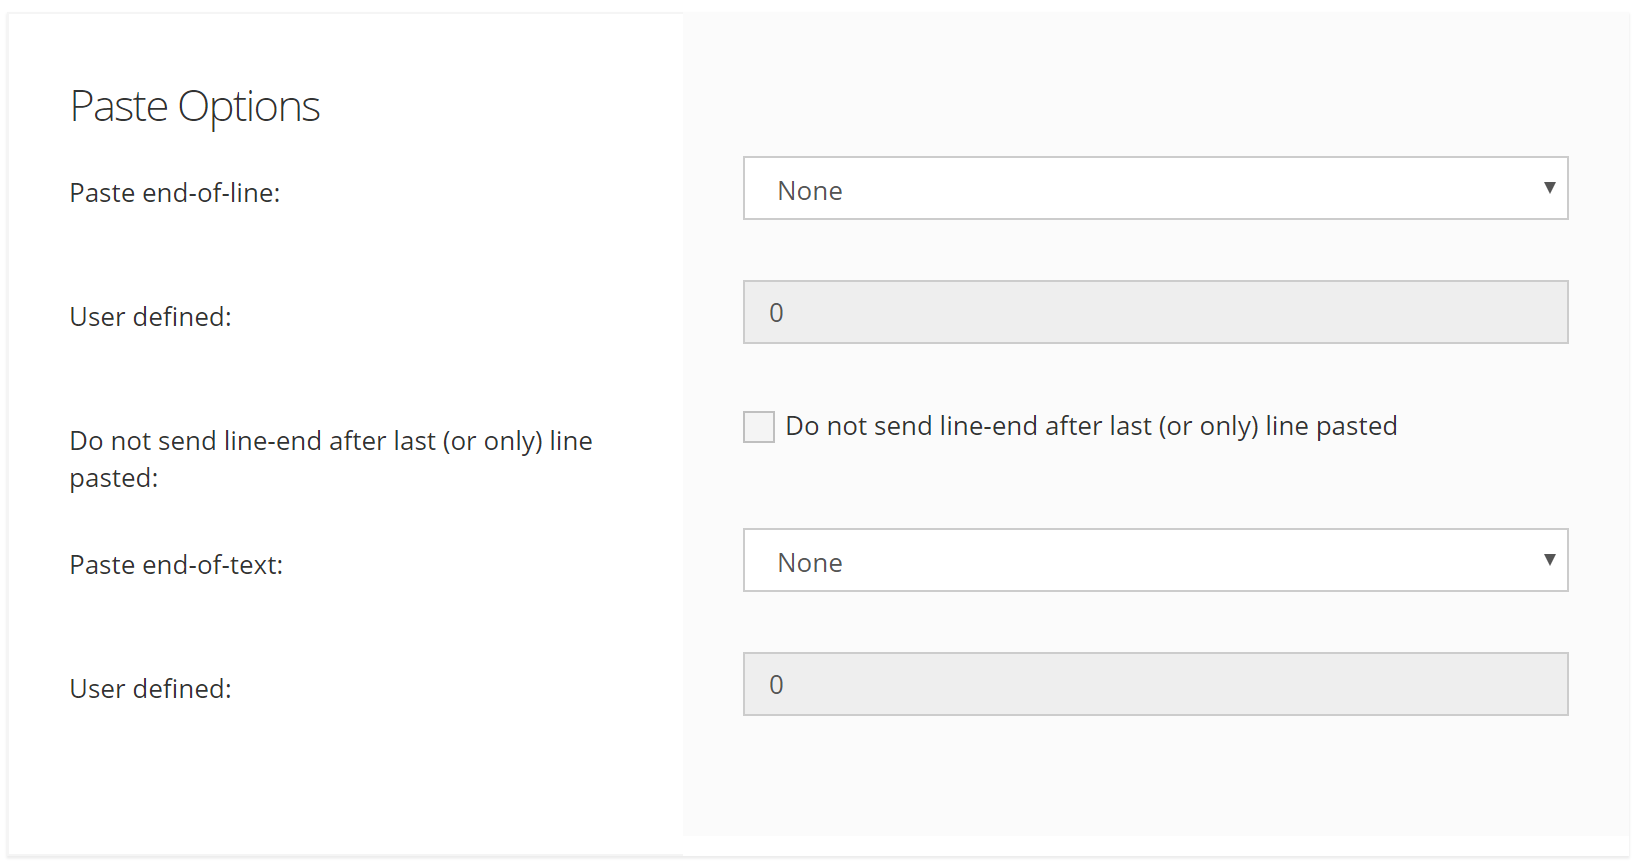 Paste Options
Paste end-of-line:
None
User defined:
0
Do not send line-end after last (or only) line
pasted:
Do not send line-end after last (or only) line pasted
Paste end-of-text:
None
User defined:
0